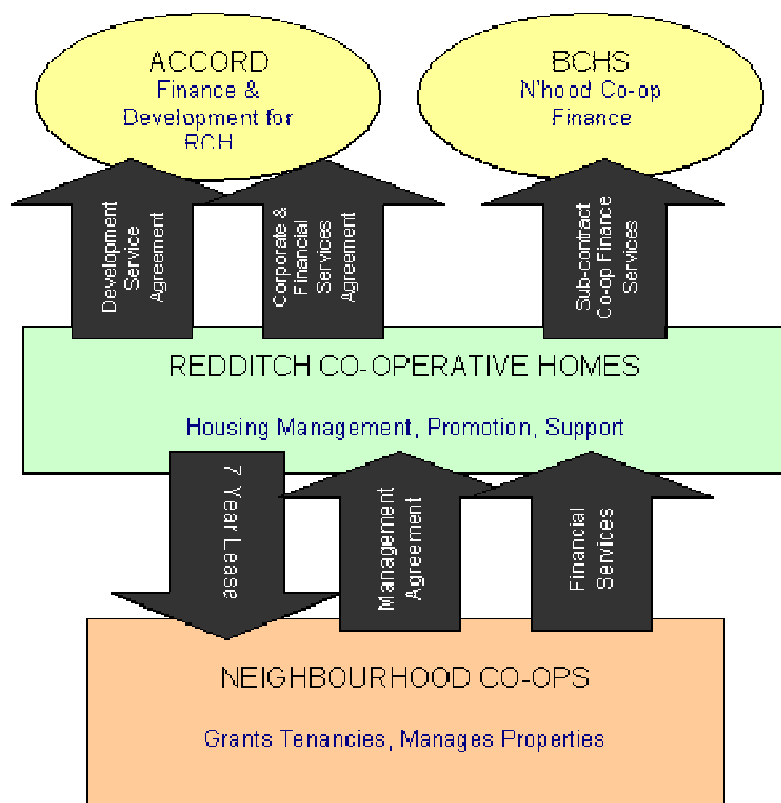 ACCORD
Finance &
Development for
RCH
BCHS
N'hood Co-op
Finance
Development
Service
Agreement
Corporate &
Financial
Services
Agreement
Sub-contract
Co-op Finance
Services
REDDITCH CO-OPERATIVE HOMES
Housing Management, Promotion, Support
7 Year Lease
Management
Agreement
Financial
Services
NEIGHBOURHOOD CO-OPS
Grants Tenancies, Manages Properties